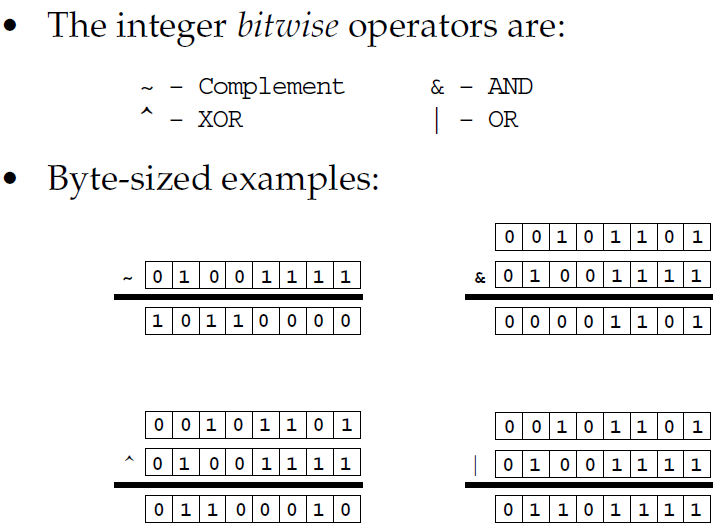 • The integer bitwise operators are:
~ – Complement & – AND
^ – XOR | – OR
• Byte-sized examples:
~ 0 1 0 0 1 1 1 1
1 0 1 1 0 0 0 0
0 0 1 0 1 1 0 1
& 0 1 0 0 1 1 1 1
0 0 0 0 1 1 0 1
0 0 1 0 1 1 0 1
^ 0 1 0 0 1 1 1 1
0 1 1 0 0 0 1 0
0 0 1 0 1 1 0 1
| 0 1 0 0 1 1 1 1
0 1 1 0 1 1 1 1